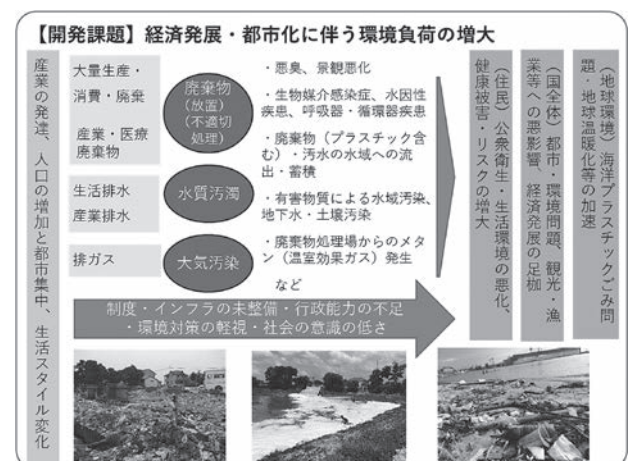 【開発課題】経済発展・都市化に伴う環境負荷の増大
産業の発達、人口の増加と都市集中、生活スタイル変化
大量生産・
消費・廃棄
産業・医療
廃棄物
生活排水
産業排水
排ガス
廃棄物
(放置)
(不適切
処理)
水質汚濁
大気汚染
・悪臭、景観悪化
・生物媒介感染症、水因性
疾患、呼吸器・循環器疾患
・廃棄物（プラスチック含
む）・汚水の水域への流
出・蓄積
・有害物質による水域汚染、
地下水・土壌汚染
・廃棄物処理場からのメタ
ン（温室効果ガス）発生
など
制度・インフラの未整備・行政能力の不足
・環境対策の軽視・社会の意識の低さ
（地球環境）海洋プラスチックごみ問
題・地球温暖化等の加速
（国全体）都市・環境問題、観光・漁
業等への悪影響、経済発展の足枷
（住民）公衆衛生・生活環境の悪化、
健康被害・リスクの増大